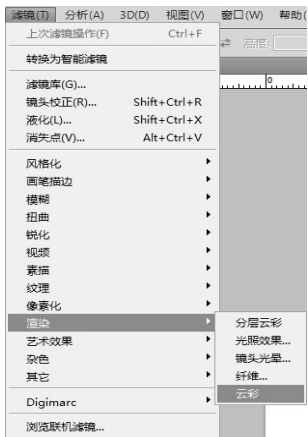 滤镜(T) 分析(A) 3D(D) 视图(V) 窗口(W) 帮助(
上次滤镜操作(F) Ctrl+F
高度:
转换为智能滤镜
0
滤镜库(G)...
镜头校正(R)... Shift+Ctrl+R
液化(L)... Shift+Ctrl+X
消失点(V)... Alt+Ctrl+V
风格化
画笔描边
模糊
扭曲
锐化
视频
素描
纹理
像素化
渲染
分层云彩
艺术效果
光照效果...
杂色
镜头光晕...
其它
纤维...
云彩
Digimarc
浏览联机滤镜...